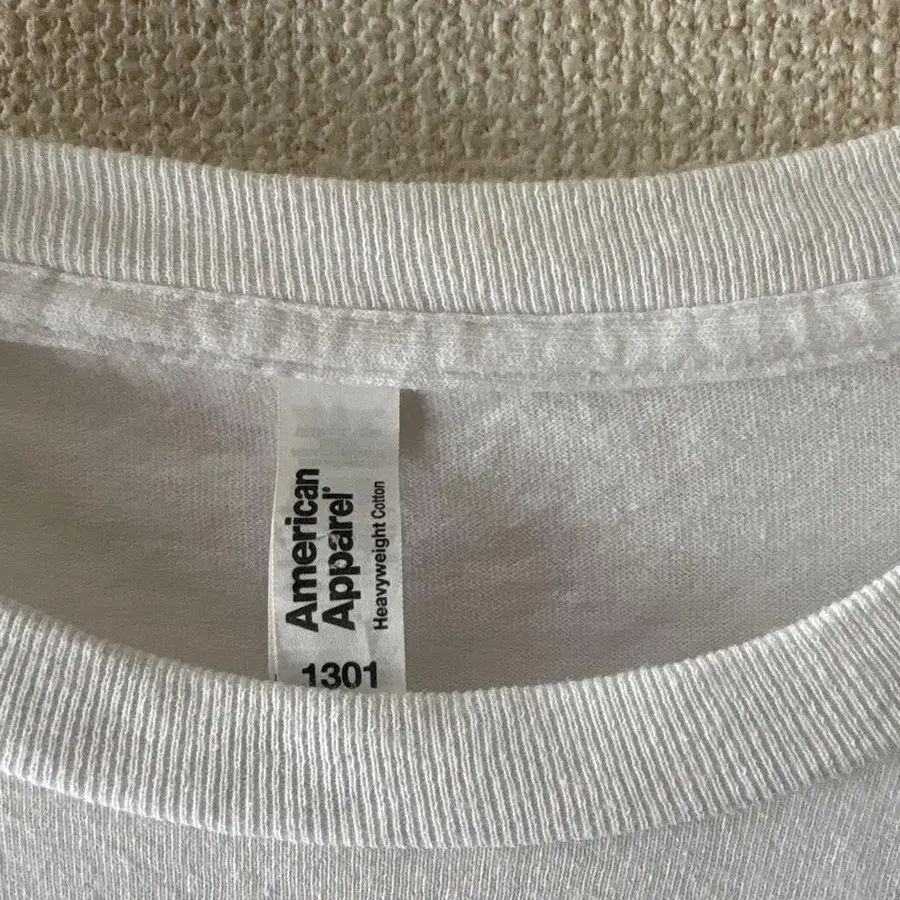 American
Apparel'
Heavyweight Cotton
1301